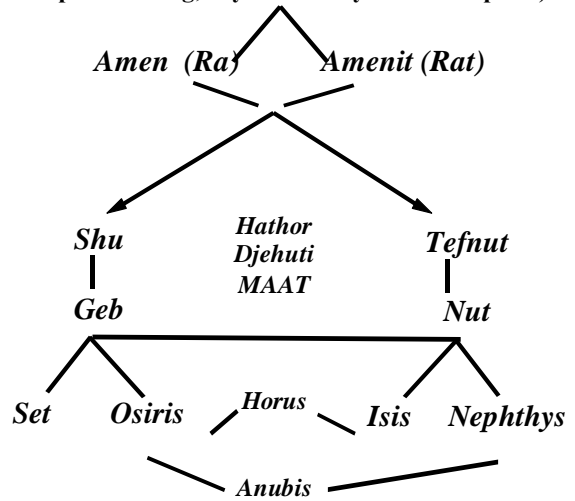 Amen (Ra) Amenit (Rat)
Hathor
Shu Djehuti Tefnut
MAAT
Geb Nut
Horus
Set Osiris Isis Nephthys
Anubis